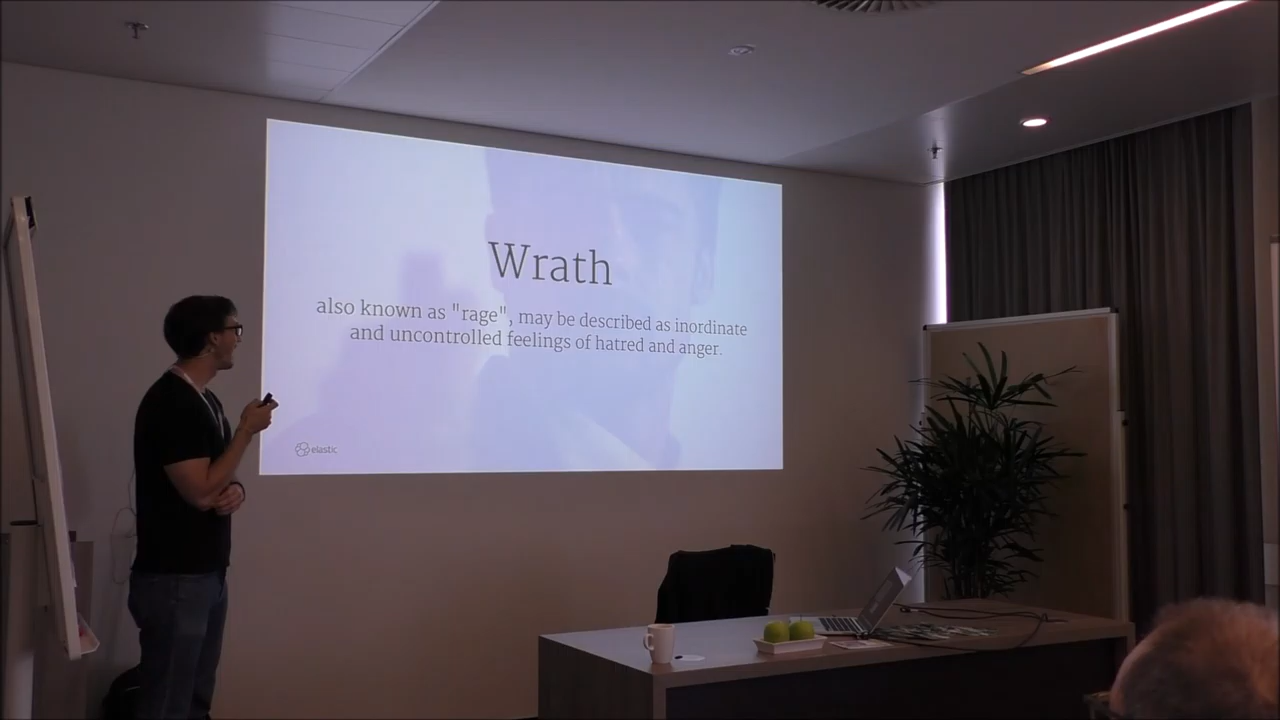 Wrath
also known as "rage", may be described as inordinate
and uncontrolled feelings of hatred and anger.
elastic